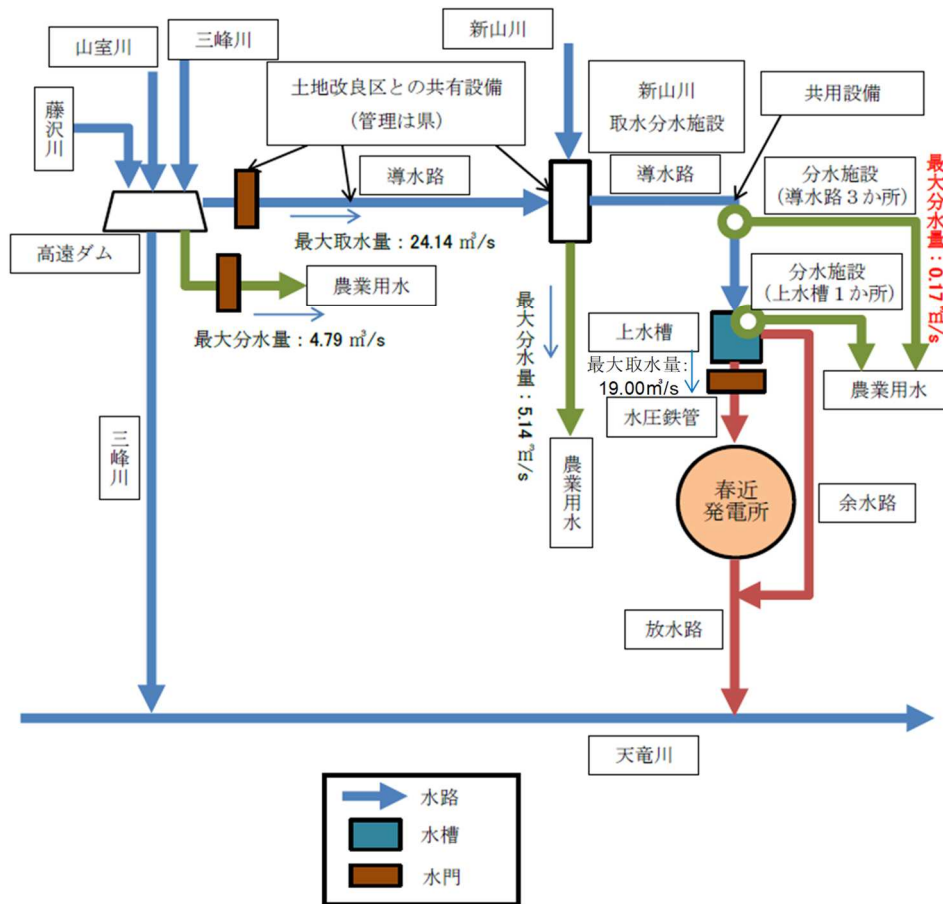 山室川
三峰川
新山川
藤沢川
土地改良区との共有設備
(管理は県)
新山川
取水分水施設
共用設備
導水路
導水路
分水施設
(導水路3か所)
最大分水量:0.17㎥/s
高遠ダム
最大取水量:24.14 ㎥/s
農業用水
最大分水量:4.79 ㎥/s
分水施設
(上水槽1か所)
上水槽
最大取水量:
19.00㎥/s
最大分水量:5.14㎥/s
農業用水
水圧鉄管
三峰川
農業用水
春近
発電所
余水路
放水路
天竜川
水路
水槽
水門